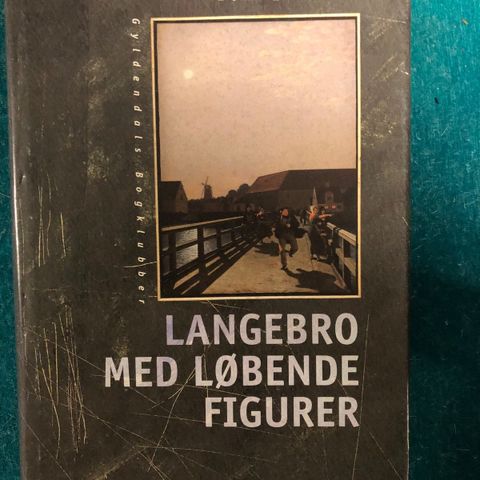 Gyldendals Bogklubber
LANGEBRO
MED LØBENDE
FIGURER